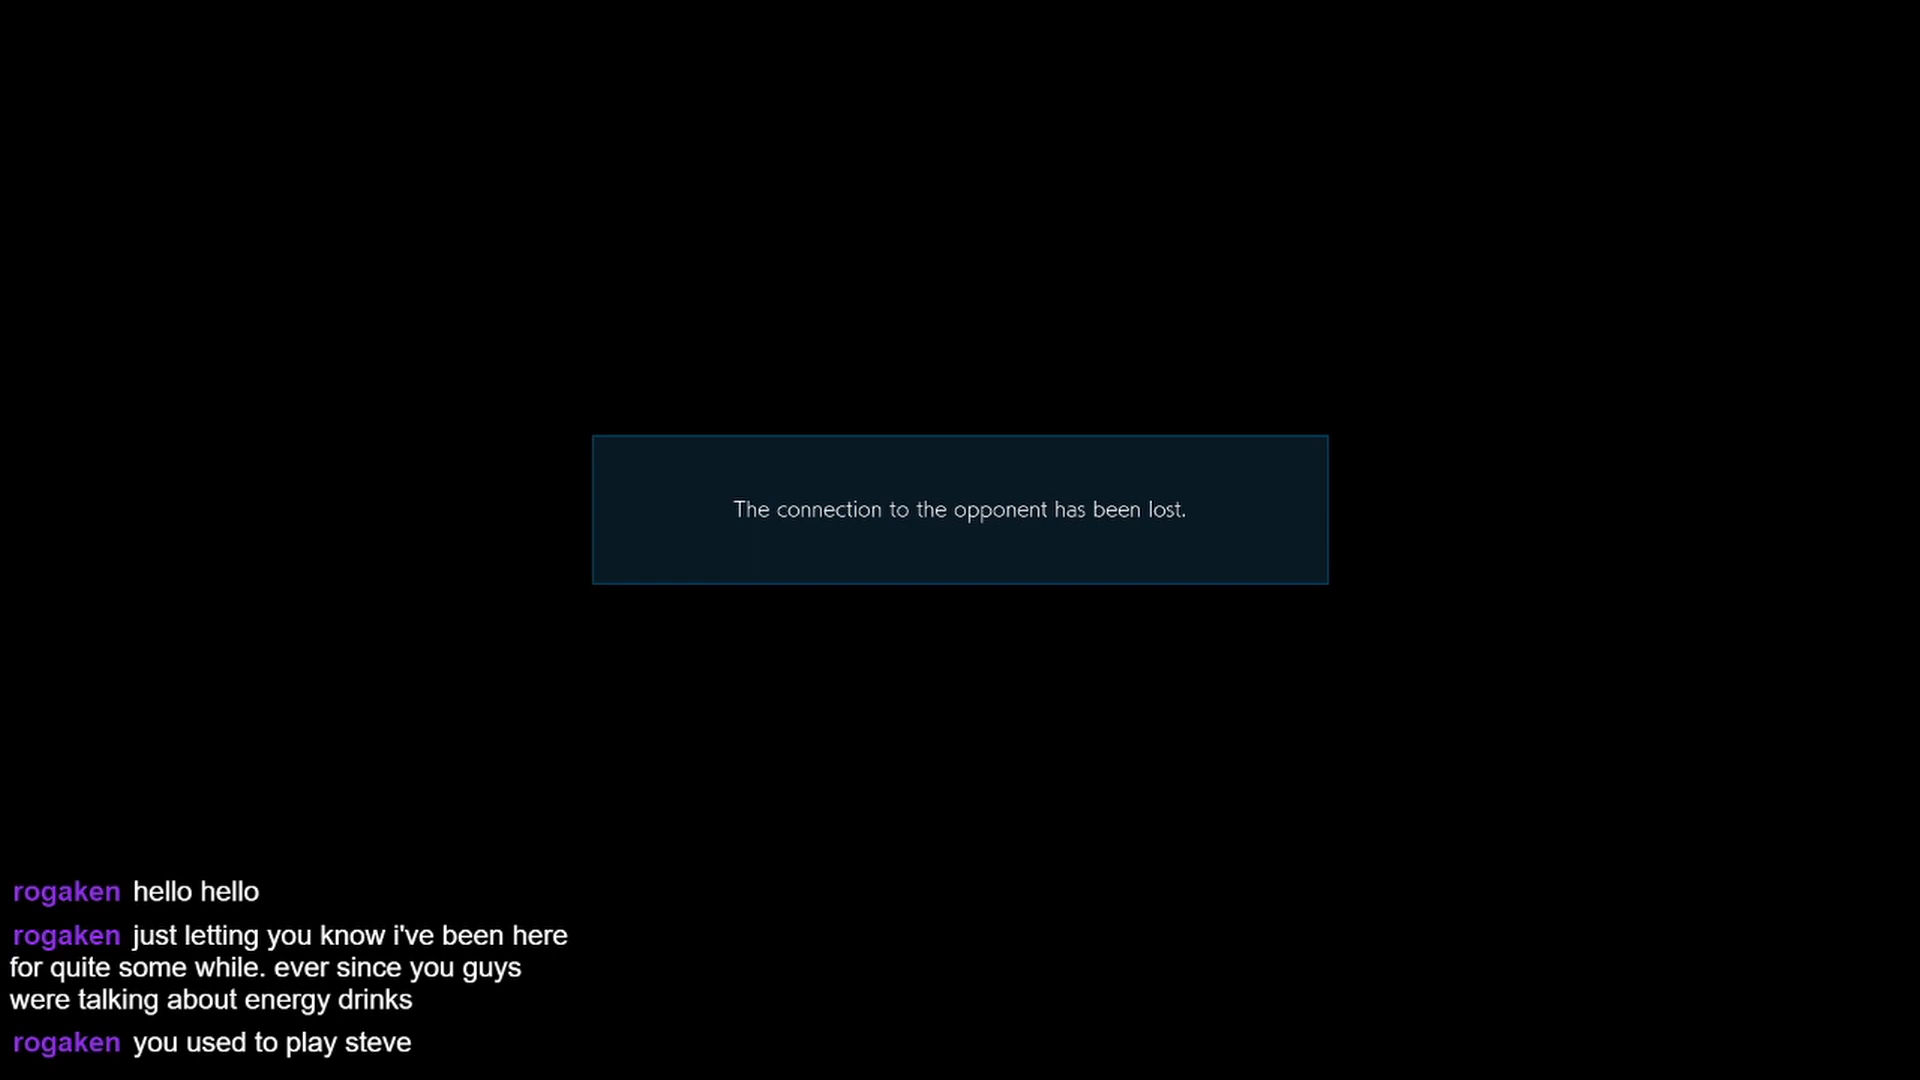 The connection to the opponent has been lost.
rogaken hello hello
rogaken just letting you know i've been here
for quite some while. ever since you guys
were talking about energy drinks
rogaken you used to play steve